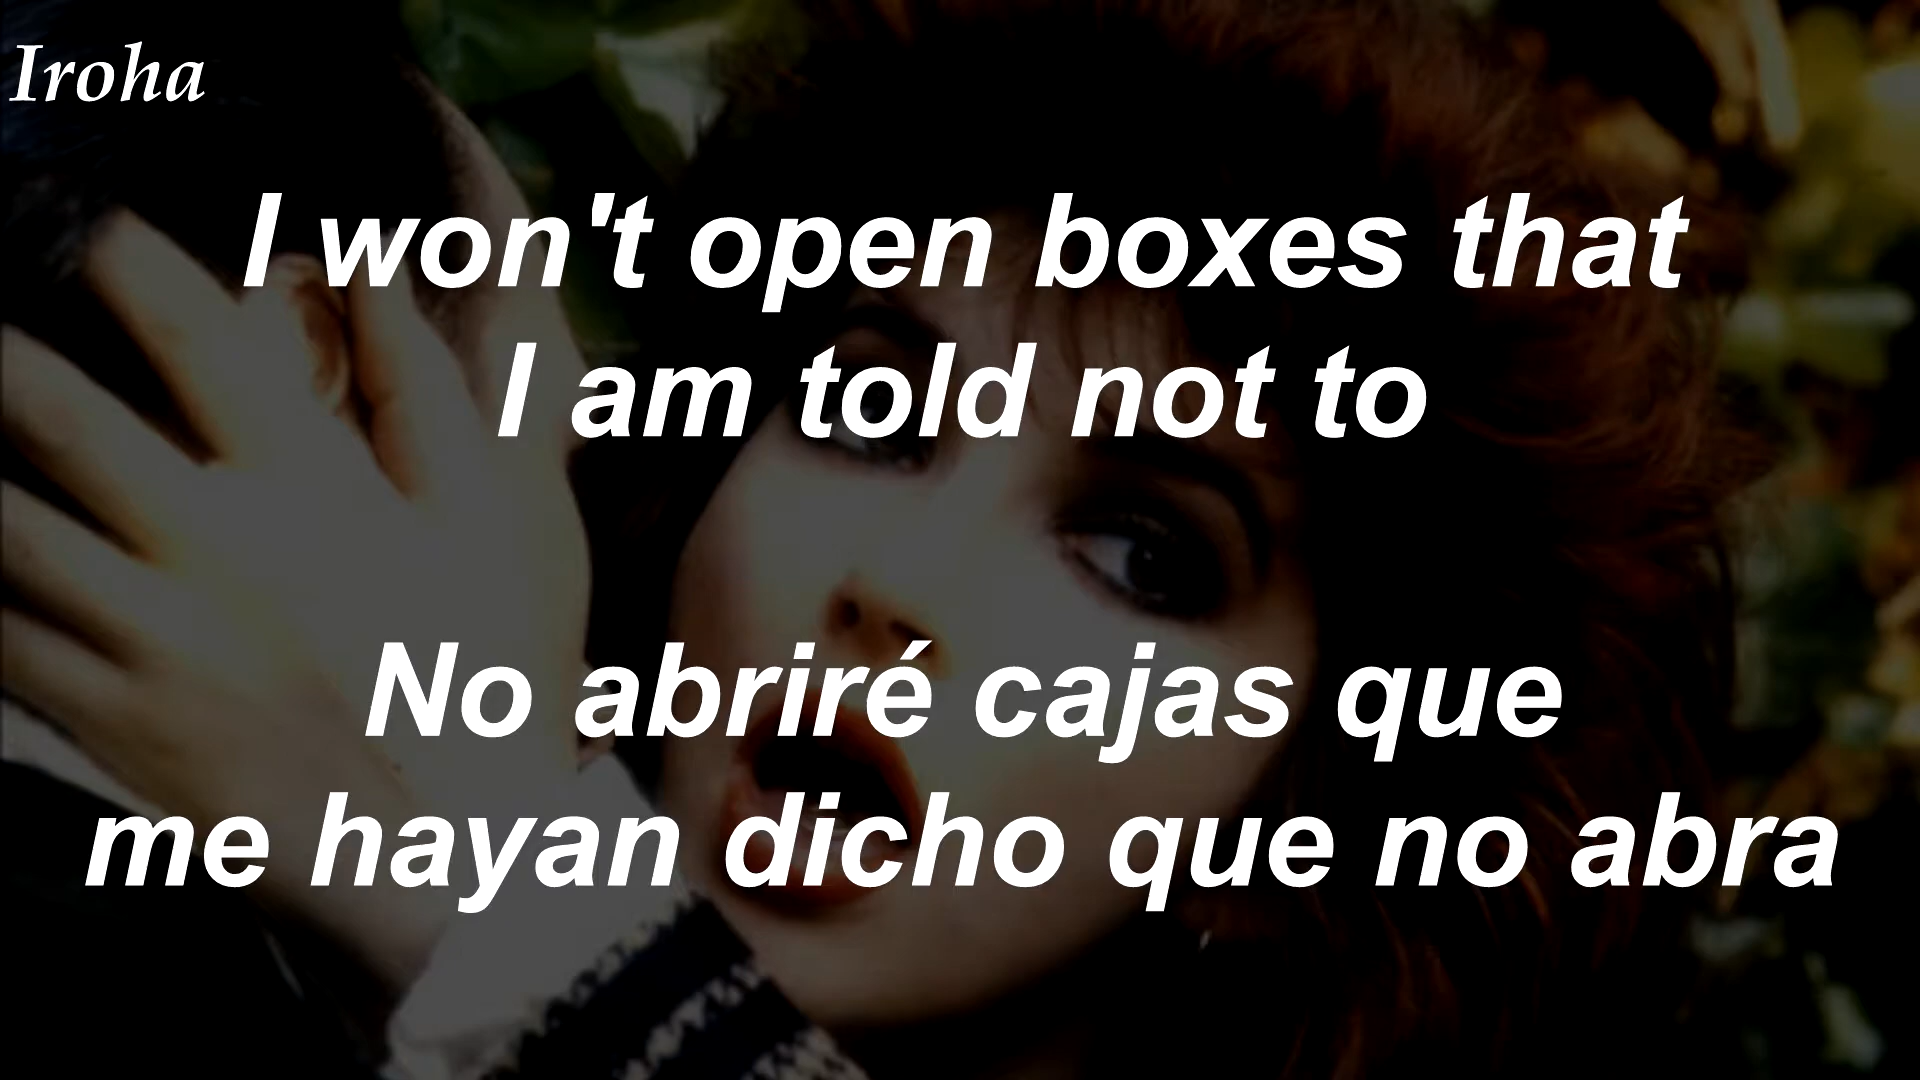 Iroha
I won't open boxes that
I am told not to
No abriré cajas que
me hayan dicho que no abra